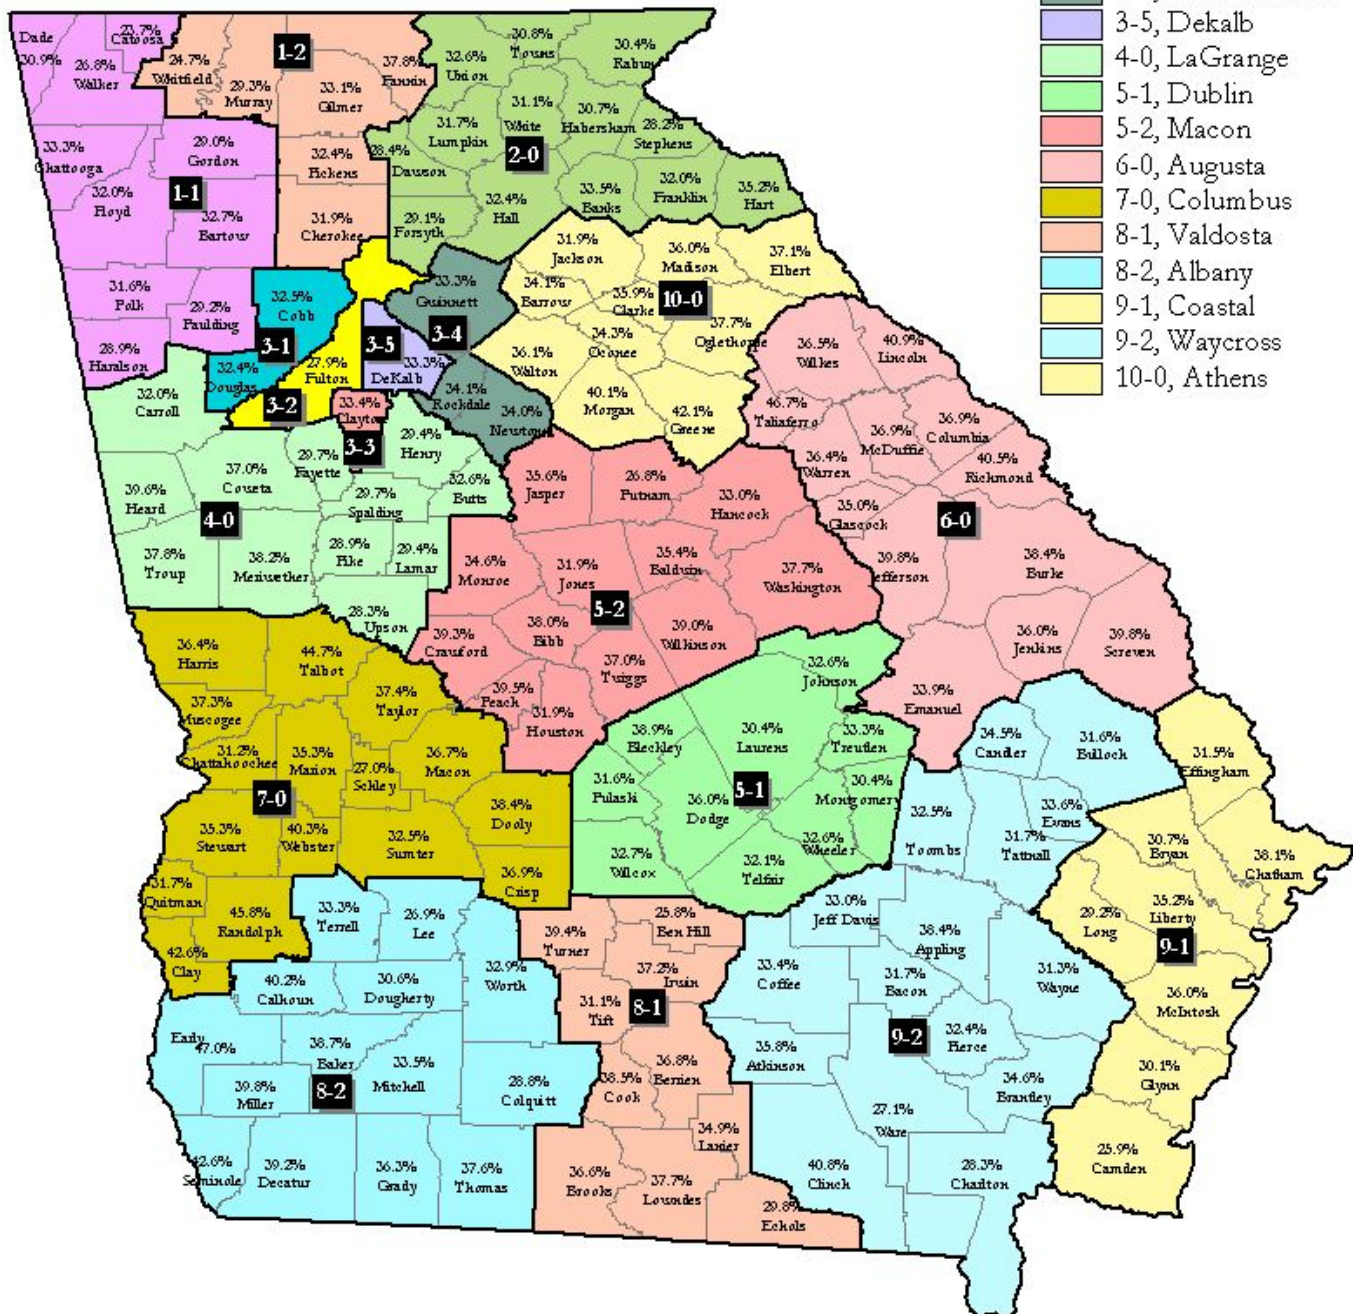 3-5, Dekalb
4-0, LaGrange
5-1, Dublin
5-2, Macon
6-0, Augusta
7-0, Columbus
8-1, Valdosta
8-2, Albany
9-1, Coastal
9-2, Waycross
10-0, Athens
Dade
30.9%
23.7%
Catoosa
26.8%
Walker
24.7%
Whitfield
1-2
29.3%
Murray
33.1%
Gilmer
37.8%
Fannin
32.6%
Union
30.8%
Towns
30.4%
Rabun
31.1%
White
31.7%
Lumpkin
30.7%
Habersham
28.2%
Stephens
28.4%
Dawson
2-0
33.3%
Chattooga
29.0%
Gordon
32.4%
Pickens
1-1
32.0%
Floyd
32.7%
Bartow
31.9%
Cherokee
29.1%
Forsyth
32.4%
Hall
33.5%
Banks
32.0%
Franklin
35.2%
Hart
31.6%
Polk
29.2%
Paulding
32.5%
Cobb
33.3%
Gwinnett
31.9%
Jackson
36.0%
Madison
37.1%
Elbert
34.1%
Barrow
35.9%
Clarke
10-0
28.9%
Haralson
3-1
32.4%
Douglas
27.9%
Fulton
3-5
33.3%
DeKalb
3-4
36.1%
Walton
34.3%
Oconee
37.7%
Oglethorpe
36.5%
Wilkes
40.9%
Lincoln
32.0%
Carroll
3-2
33.4%
Clayton
34.1%
Rockdale
34.0%
Newton
40.1%
Morgan
42.1%
Greene
46.7%
Taliaferro
36.9%
McDuffie
36.9%
Columbia
3-3
29.4%
Henry
29.7%
Fayette
37.0%
Coweta
39.6%
Heard
4-0
29.7%
Spalding
32.6%
Butts
35.6%
Jasper
26.8%
Putnam
33.0%
Hancock
36.4%
Warren
40.5%
Richmond
35.0%
Glascock
6-0
37.8%
Troup
38.2%
Meriwether
28.9%
Pike
29.4%
Lamar
34.6%
Monroe
31.9%
Jones
35.4%
Baldwin
37.7%
Washington
39.8%
Jefferson
38.4%
Burke
5-2
28.3%
Upson
39.3%
Crawford
38.0%
Bibb
39.0%
Wilkinson
36.0%
Jenkins
39.8%
Screven
36.4%
Harris
44.7%
Talbot
37.0%
Twiggs
32.6%
Johnson
37.3%
Muscogee
37.4%
Taylor
39.5%
Peach
31.9%
Houston
33.9%
Emanuel
31.2%
Chattahoochee
35.3%
Marion
27.0%
Schley
36.7%
Macon
38.9%
Bleckley
30.4%
Laurens
33.3%
Treutlen
34.5%
Candler
31.6%
Bulloch
31.5%
Effingham
7-0
31.6%
Pulaski
36.0%
Dodge
5-1
30.4%
Montgomery
38.4%
Dooly
35.3%
Stewart
40.3%
Webster
32.5%
Sumter
32.5%
Toombs
33.6%
Evans
31.7%
Tattnall
30.7%
Bryan
38.1%
Chatham
32.7%
Wilcox
32.1%
Telfair
32.6%
Wheeler
31.7%
Quitman
36.9%
Crisp
45.8%
Randolph
33.3%
Terrell
26.9%
Lee
39.4%
Turner
25.8%
Ben Hill
33.0%
Jeff Davis
38.4%
Appling
29.2%
Long
35.2%
Liberty
9-1
42.6%
Clay
40.2%
Calhoun
30.6%
Dougherty
32.9%
Worth
37.2%
Irwin
33.4%
Coffee
31.7%
Bacon
31.3%
Wayne
31.1%
Tift
8-1
36.0%
McIntosh
Early
47.0%
38.7%
Baker
33.5%
Mitchell
9-2
32.4%
Pierce
35.8%
Atkinson
39.8%
Miller
8-2
28.8%
Colquitt
38.5%
Cook
36.8%
Berrien
34.6%
Brantley
30.1%
Glynn
34.9%
Lanier
27.1%
Ware
42.6%
Seminole
39.2%
Decatur
36.3%
Grady
37.6%
Thomas
36.6%
Brooks
37.7%
Lowndes
40.8%
Clinch
28.3%
Charlton
25.9%
Camden
29.8%
Echols